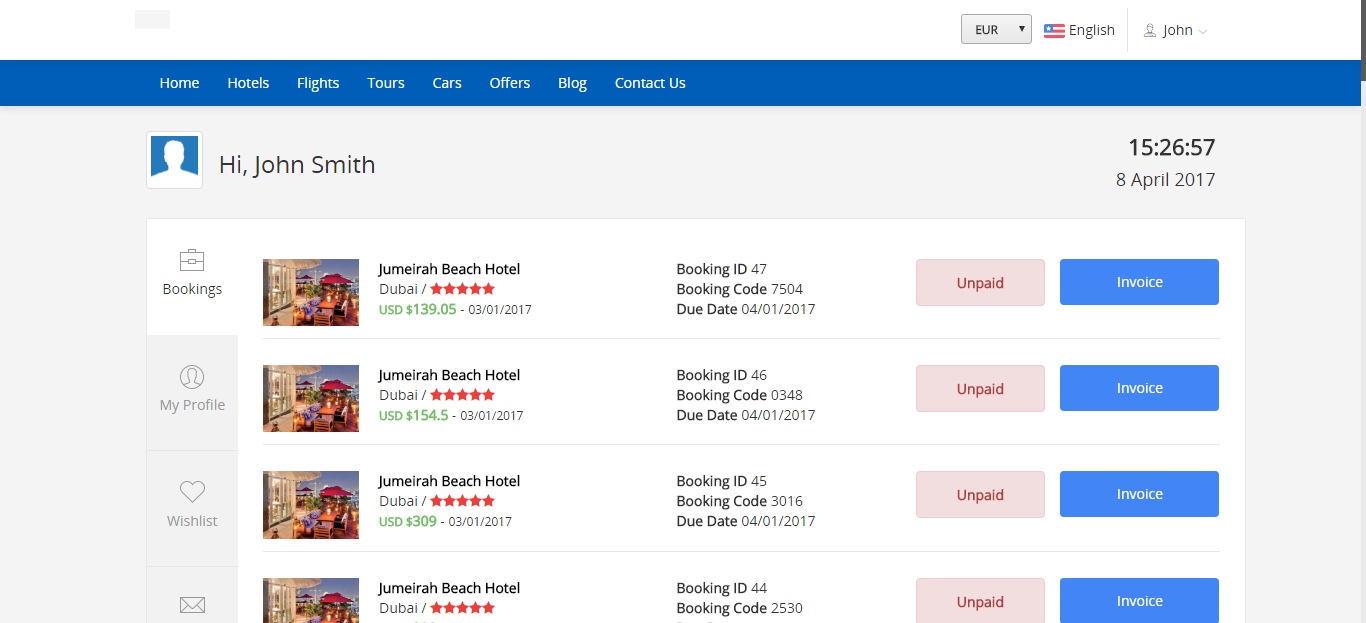 EUR
English
John
Home Hotels Flights Tours Cars Offers Blog Contact Us
Hi, John Smith
15:26:57
8 April 2017
Bookings
My Profile
Wishlist
Jumeirah Beach Hotel
Dubai /
USD $139.05 - 03/01/2017
Booking ID 47
Booking Code 7504
Due Date 04/01/2017
Unpaid
Invoice
Jumeirah Beach Hotel
Dubai /
USD $154.5 - 03/01/2017
Booking ID 46
Booking Code 0348
Due Date 04/01/2017
Unpaid
Invoice
Jumeirah Beach Hotel
Dubai /
USD $309 - 03/01/2017
Booking ID 45
Booking Code 3016
Due Date 04/01/2017
Unpaid
Invoice
Jumeirah Beach Hotel
Dubai /
Booking ID 44
Booking Code 2530
Unpaid
Invoice